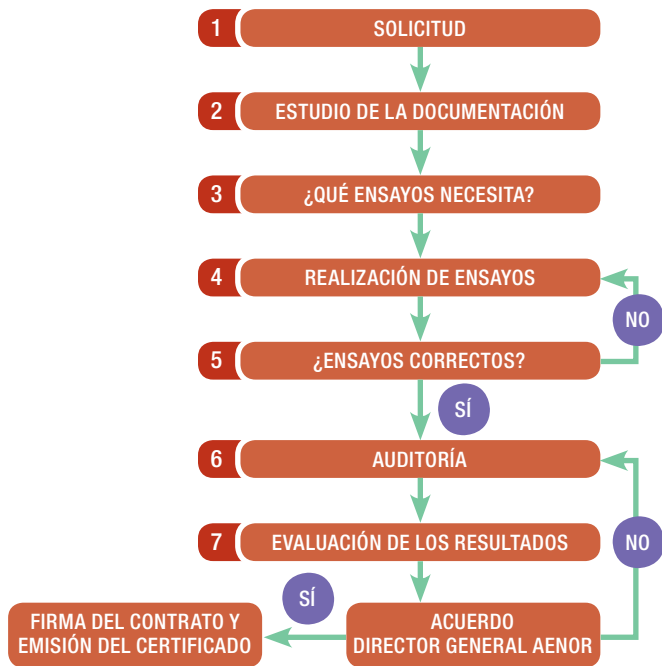 1 SOLICITUD
2 ESTUDIO DE LA DOCUMENTACIÓN
3 ¿QUÉ ENSAYOS NECESITA?
4 REALIZACIÓN DE ENSAYOS
NO
5 ¿ENSAYOS CORRECTOS?
SÍ
6 AUDITORÍA
7 EVALUACIÓN DE LOS RESULTADOS
NO
SÍ
FIRMA DEL CONTRATO Y
EMISIÓN DEL CERTIFICADO
ACUERDO
DIRECTOR GENERAL AENOR